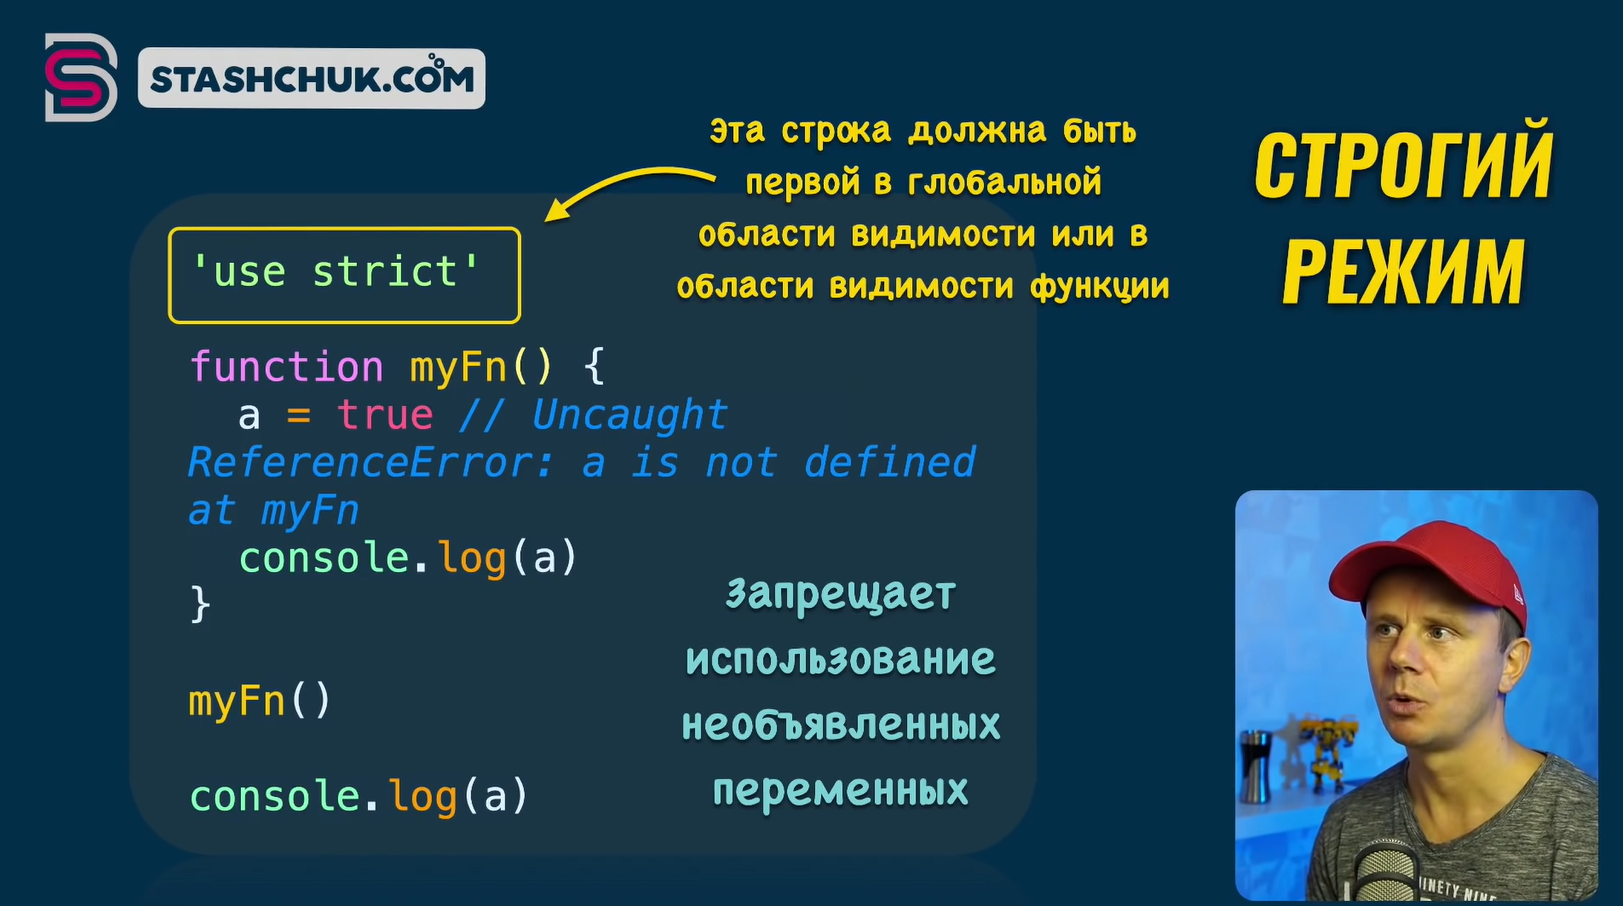 STASHCHUK.COM
Эта строка должна быть
первой в глобальной
области видимости или в
области видимости функции
СТРОГИЙ
РЕЖИМ
'use strict'
function myFn() {
a = true // Uncaught
ReferenceError: a is not defined
at myFn
console.log(a)
}
myFn()
console.log(a)
Запрещает
использование
необъявленных
переменных
INETY NINE